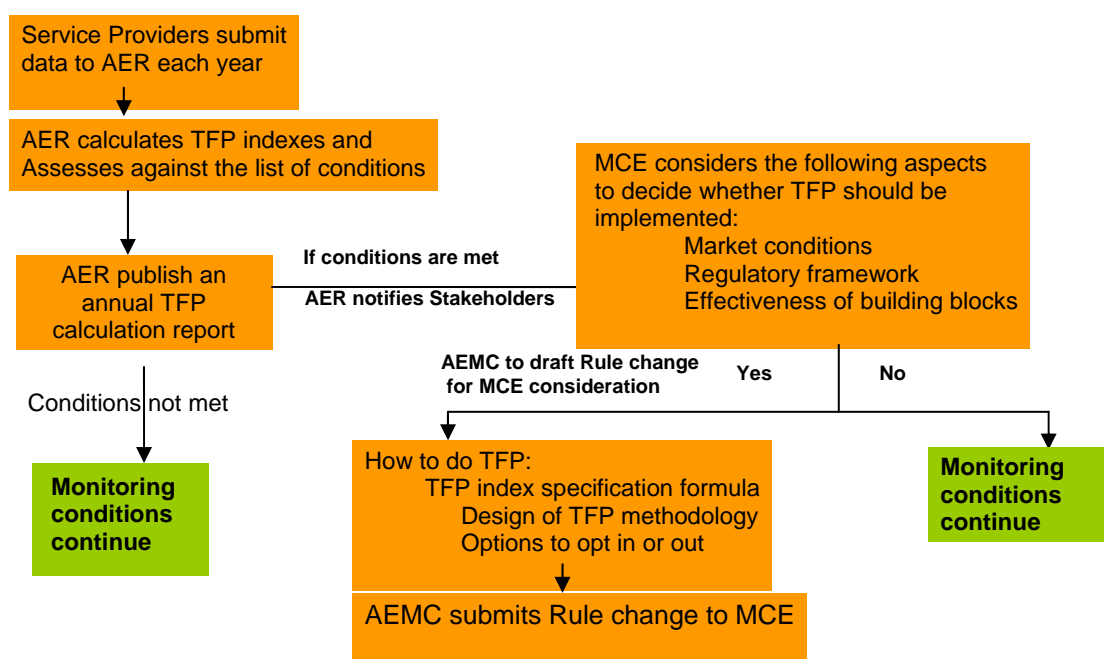 Service Providers submit
data to AER each year
AER calculates TFP indexes and
Assesses against the list of conditions
AER publish an
annual TFP
calculation report
If conditions are met
AER notifies Stakeholders
MCE considers the following aspects
to decide whether TFP should be
implemented:
Market conditions
Regulatory framework
Effectiveness of building blocks
Conditions not met
Monitoring
conditions
continue
AEMC to draft Rule change
for MCE consideration
Yes
No
How to do TFP:
TFP index specification formula
Design of TFP methodology
Options to opt in or out
AEMC submits Rule change to MCE
Monitoring
conditions
continue